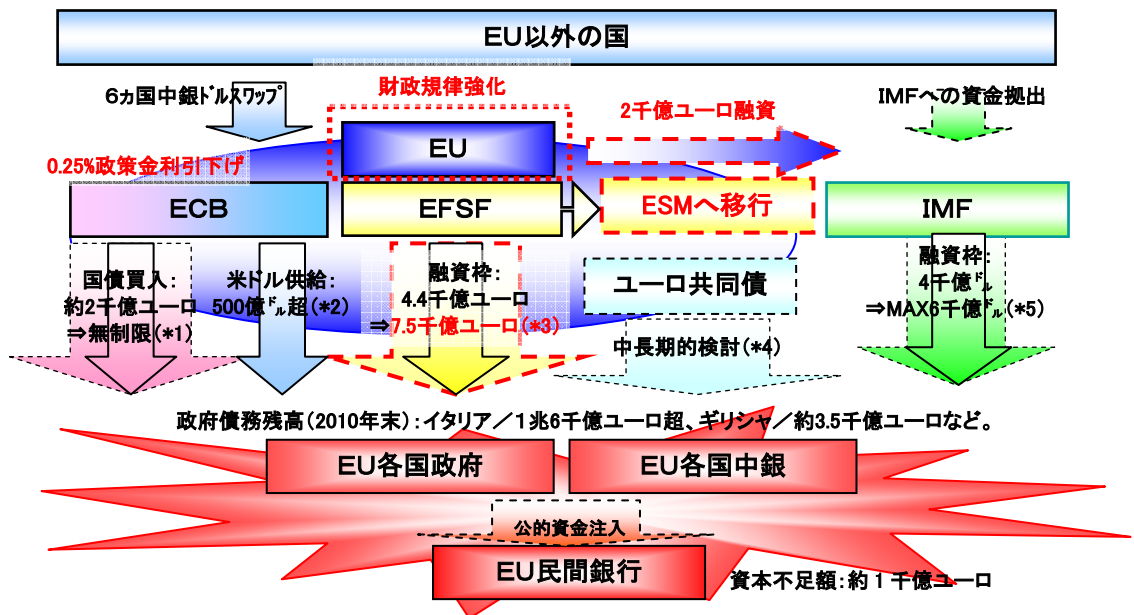 EU以外の国
財政規律強化
6ヵ国中銀ﾄﾞﾙスワップ
2千億ユーロ融資
IMFへの資金拠出
EU
0.25%政策金利引下げ
ECB
EFSF
ESMへ移行
IMF
国債買入：
約2千億ユーロ
⇒無制限(*1)
米ドル供給：
500億ﾄﾞﾙ超(*2)
融資枠：
4.4千億ユーロ
⇒7.5千億ユーロ(*3)
ユーロ共同債
中長期的検討(*4)
融資枠：
4千億ﾄﾞﾙ
⇒MAX6千億ﾄﾞﾙ(*5)
政府債務残高(2010年末)：イタリア／1兆6千億ユーロ超、ギリシャ／約3.5千億ユーロなど。
EU各国政府
EU各国中銀
公的資金注入
EU民間銀行
資本不足額：約1千億ユーロ